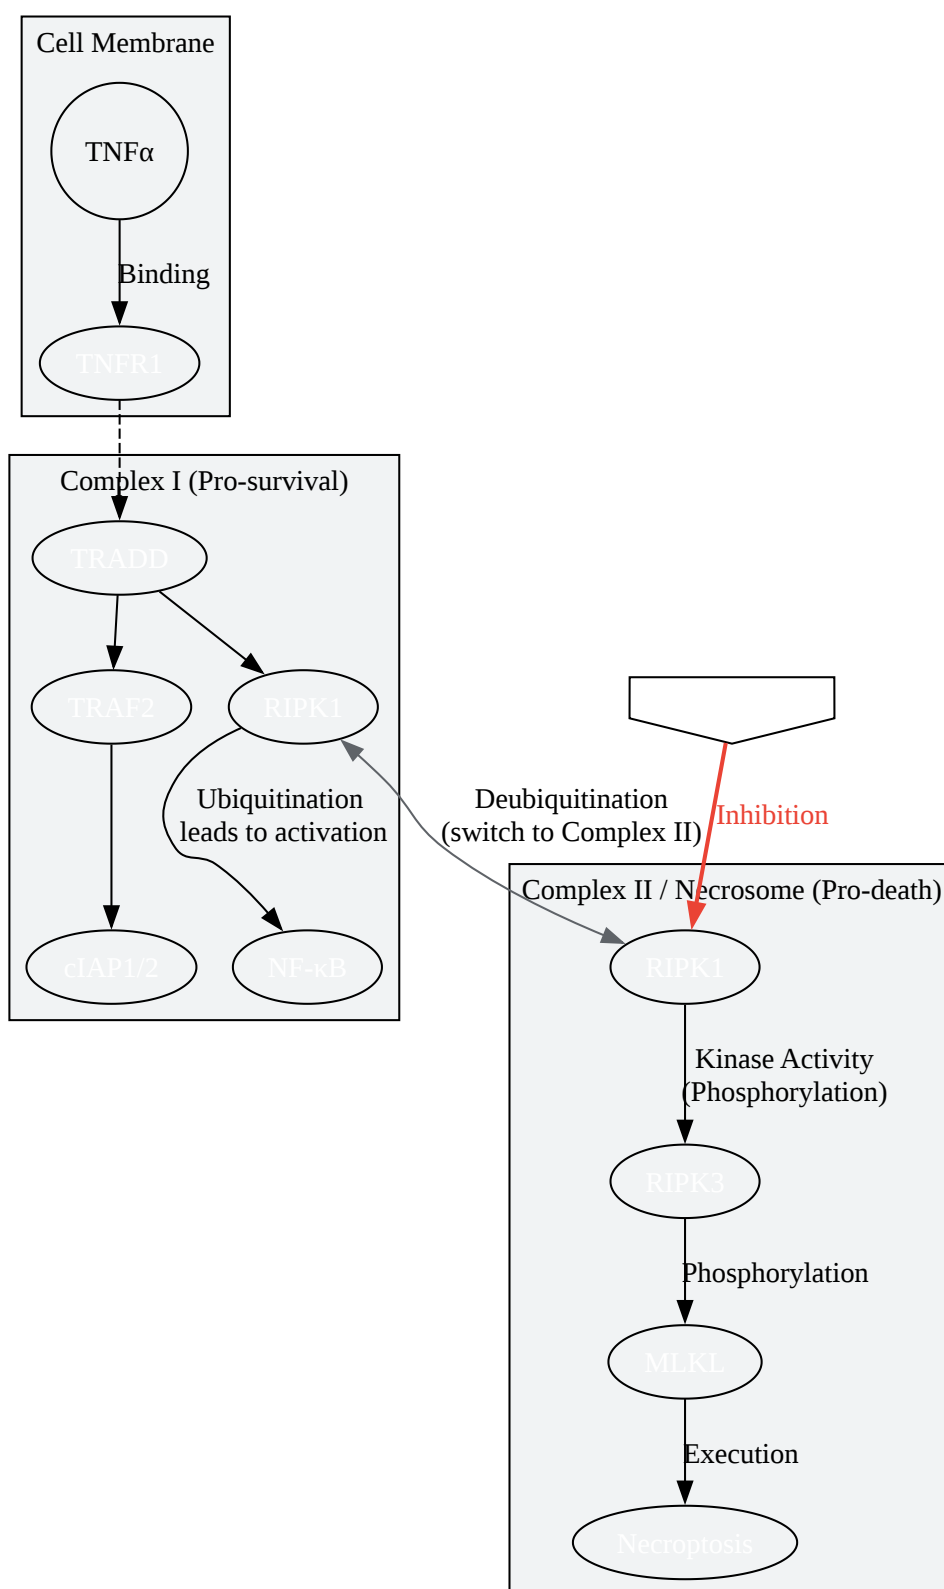 Cell Membrane
TNFα
Binding
TNFR1
Complex I (Pro-survival)
TRADD
TRAF2
RIPK1
Ubiquitination
leads to activation
Deubiquitination
(switch to Complex II)
Inhibition
cIAP1/2
NF-κB
Complex II / Necrosome (Pro-death)
RIPK1
Kinase Activity
(Phosphorylation)
RIPK3
Phosphorylation
MLKL
Execution
Necroptosis